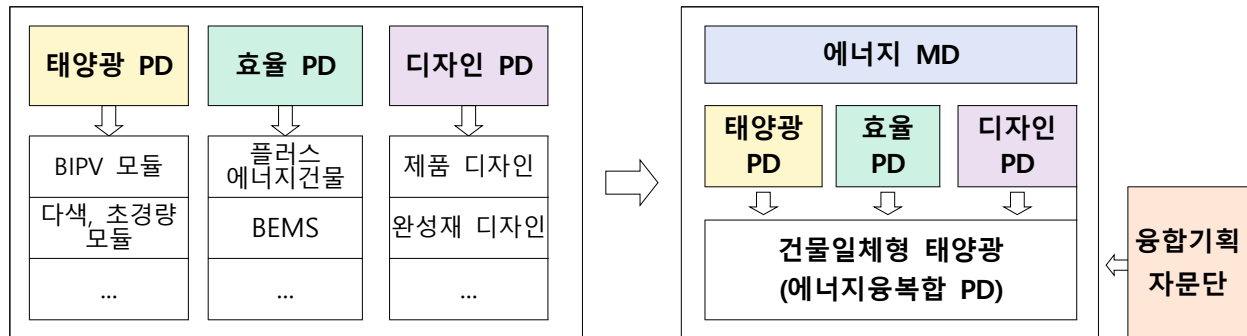 태양광 PD
효율 PD
디자인 PD
BIPV 모듈
플러스
에너지건물
제품 디자인
다색, 초경량
모듈
BEMS
완성재 디자인
...
...
...
에너지 MD
태양광
PD
효율
PD
디자인
PD
건물일체형 태양광
(에너지융복합 PD)
융합기획
자문단